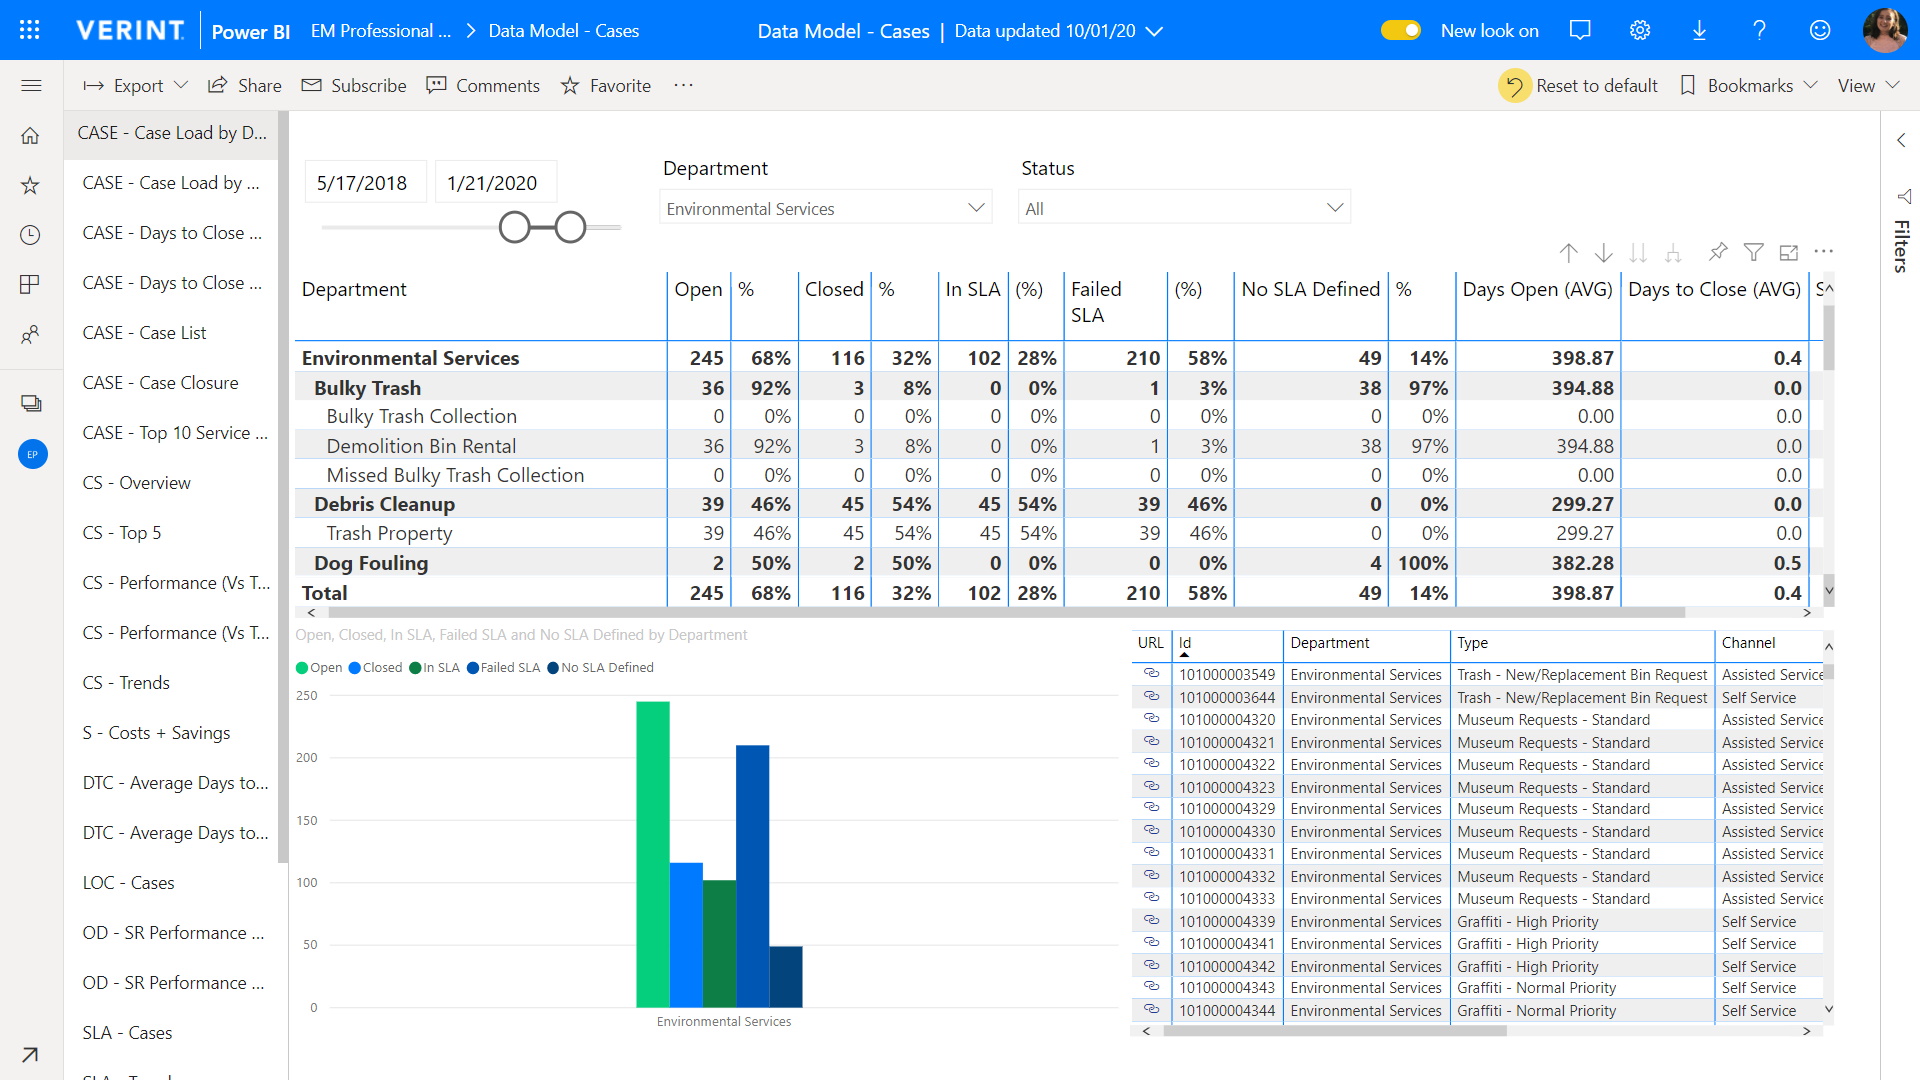 VERINT. Power BI EM Professional ... > Data Model - Cases Data Model - Cases | Data updated 10/01/20 New look on ?
Export Share Subscribe Comments Favorite ... Reset to default Bookmarks View
CASE - Case Load by D...
CASE - Case Load by ...
CASE - Days to Close ...
CASE - Days to Close ...
CASE - Case List
CASE - Case Closure
CASE - Top 10 Service ...
CS - Overview
CS - Top 5
CS - Performance (Vs T...
CS - Performance (Vs T...
CS - Trends
S - Costs + Savings
DTC - Average Days to...
DTC - Average Days to...
LOC - Cases
OD - SR Performance ...
OD - SR Performance ...
SLA - Cases
EP
5/17/2018 1/21/2020
Department
Environmental Services
Status
All
Filters
Department Open % Closed % In SLA (%) Failed SLA (%) No SLA Defined % Days Open (AVG) Days to Close (AVG)
Environmental Services 245 68% 116 32% 102 28% 210 58% 49 14% 398.87 0.4
Bulky Trash 36 92% 3 8% 0 0% 1 3% 38 97% 394.88 0.0
Bulky Trash Collection 0 0% 0 0% 0 0% 0 0% 0 0% 0.00 0.0
Demolition Bin Rental 36 92% 3 8% 0 0% 1 3% 38 97% 394.88 0.0
Missed Bulky Trash Collection 0 0% 0 0% 0 0% 0 0% 0 0% 0.00 0.0
Debris Cleanup 39 46% 45 54% 45 54% 39 46% 0 0% 299.27 0.0
Trash Property 39 46% 45 54% 45 54% 39 46% 0 0% 299.27 0.0
Dog Fouling 2 50% 2 50% 0 0% 0 0% 4 100% 382.28 0.5
Total 245 68% 116 32% 102 28% 210 58% 49 14% 398.87 0.4
Open, Closed, In SLA, Failed SLA and No SLA Defined by Department
Open Closed In SLA Failed SLA No SLA Defined
250
200
150
100
50
0
Environmental Services
URL Id Department Type Channel
101000003549 Environmental Services Trash - New/Replacement Bin Request Assisted Service
101000003644 Environmental Services Trash - New/Replacement Bin Request Self Service
101000004320 Environmental Services Museum Requests - Standard Assisted Service
101000004321 Environmental Services Museum Requests - Standard Assisted Service
101000004322 Environmental Services Museum Requests - Standard Assisted Service
101000004323 Environmental Services Museum Requests - Standard Assisted Service
101000004329 Environmental Services Museum Requests - Standard Assisted Service
101000004330 Environmental Services Museum Requests - Standard Assisted Service
101000004331 Environmental Services Museum Requests - Standard Assisted Service
101000004332 Environmental Services Museum Requests - Standard Assisted Service
101000004333 Environmental Services Museum Requests - Standard Assisted Service
101000004339 Environmental Services Graffiti - High Priority Self Service
101000004341 Environmental Services Graffiti - High Priority Self Service
101000004342 Environmental Services Graffiti - High Priority Self Service
101000004343 Environmental Services Graffiti - Normal Priority Self Service
101000004344 Environmental Services Graffiti - Normal Priority Self Service